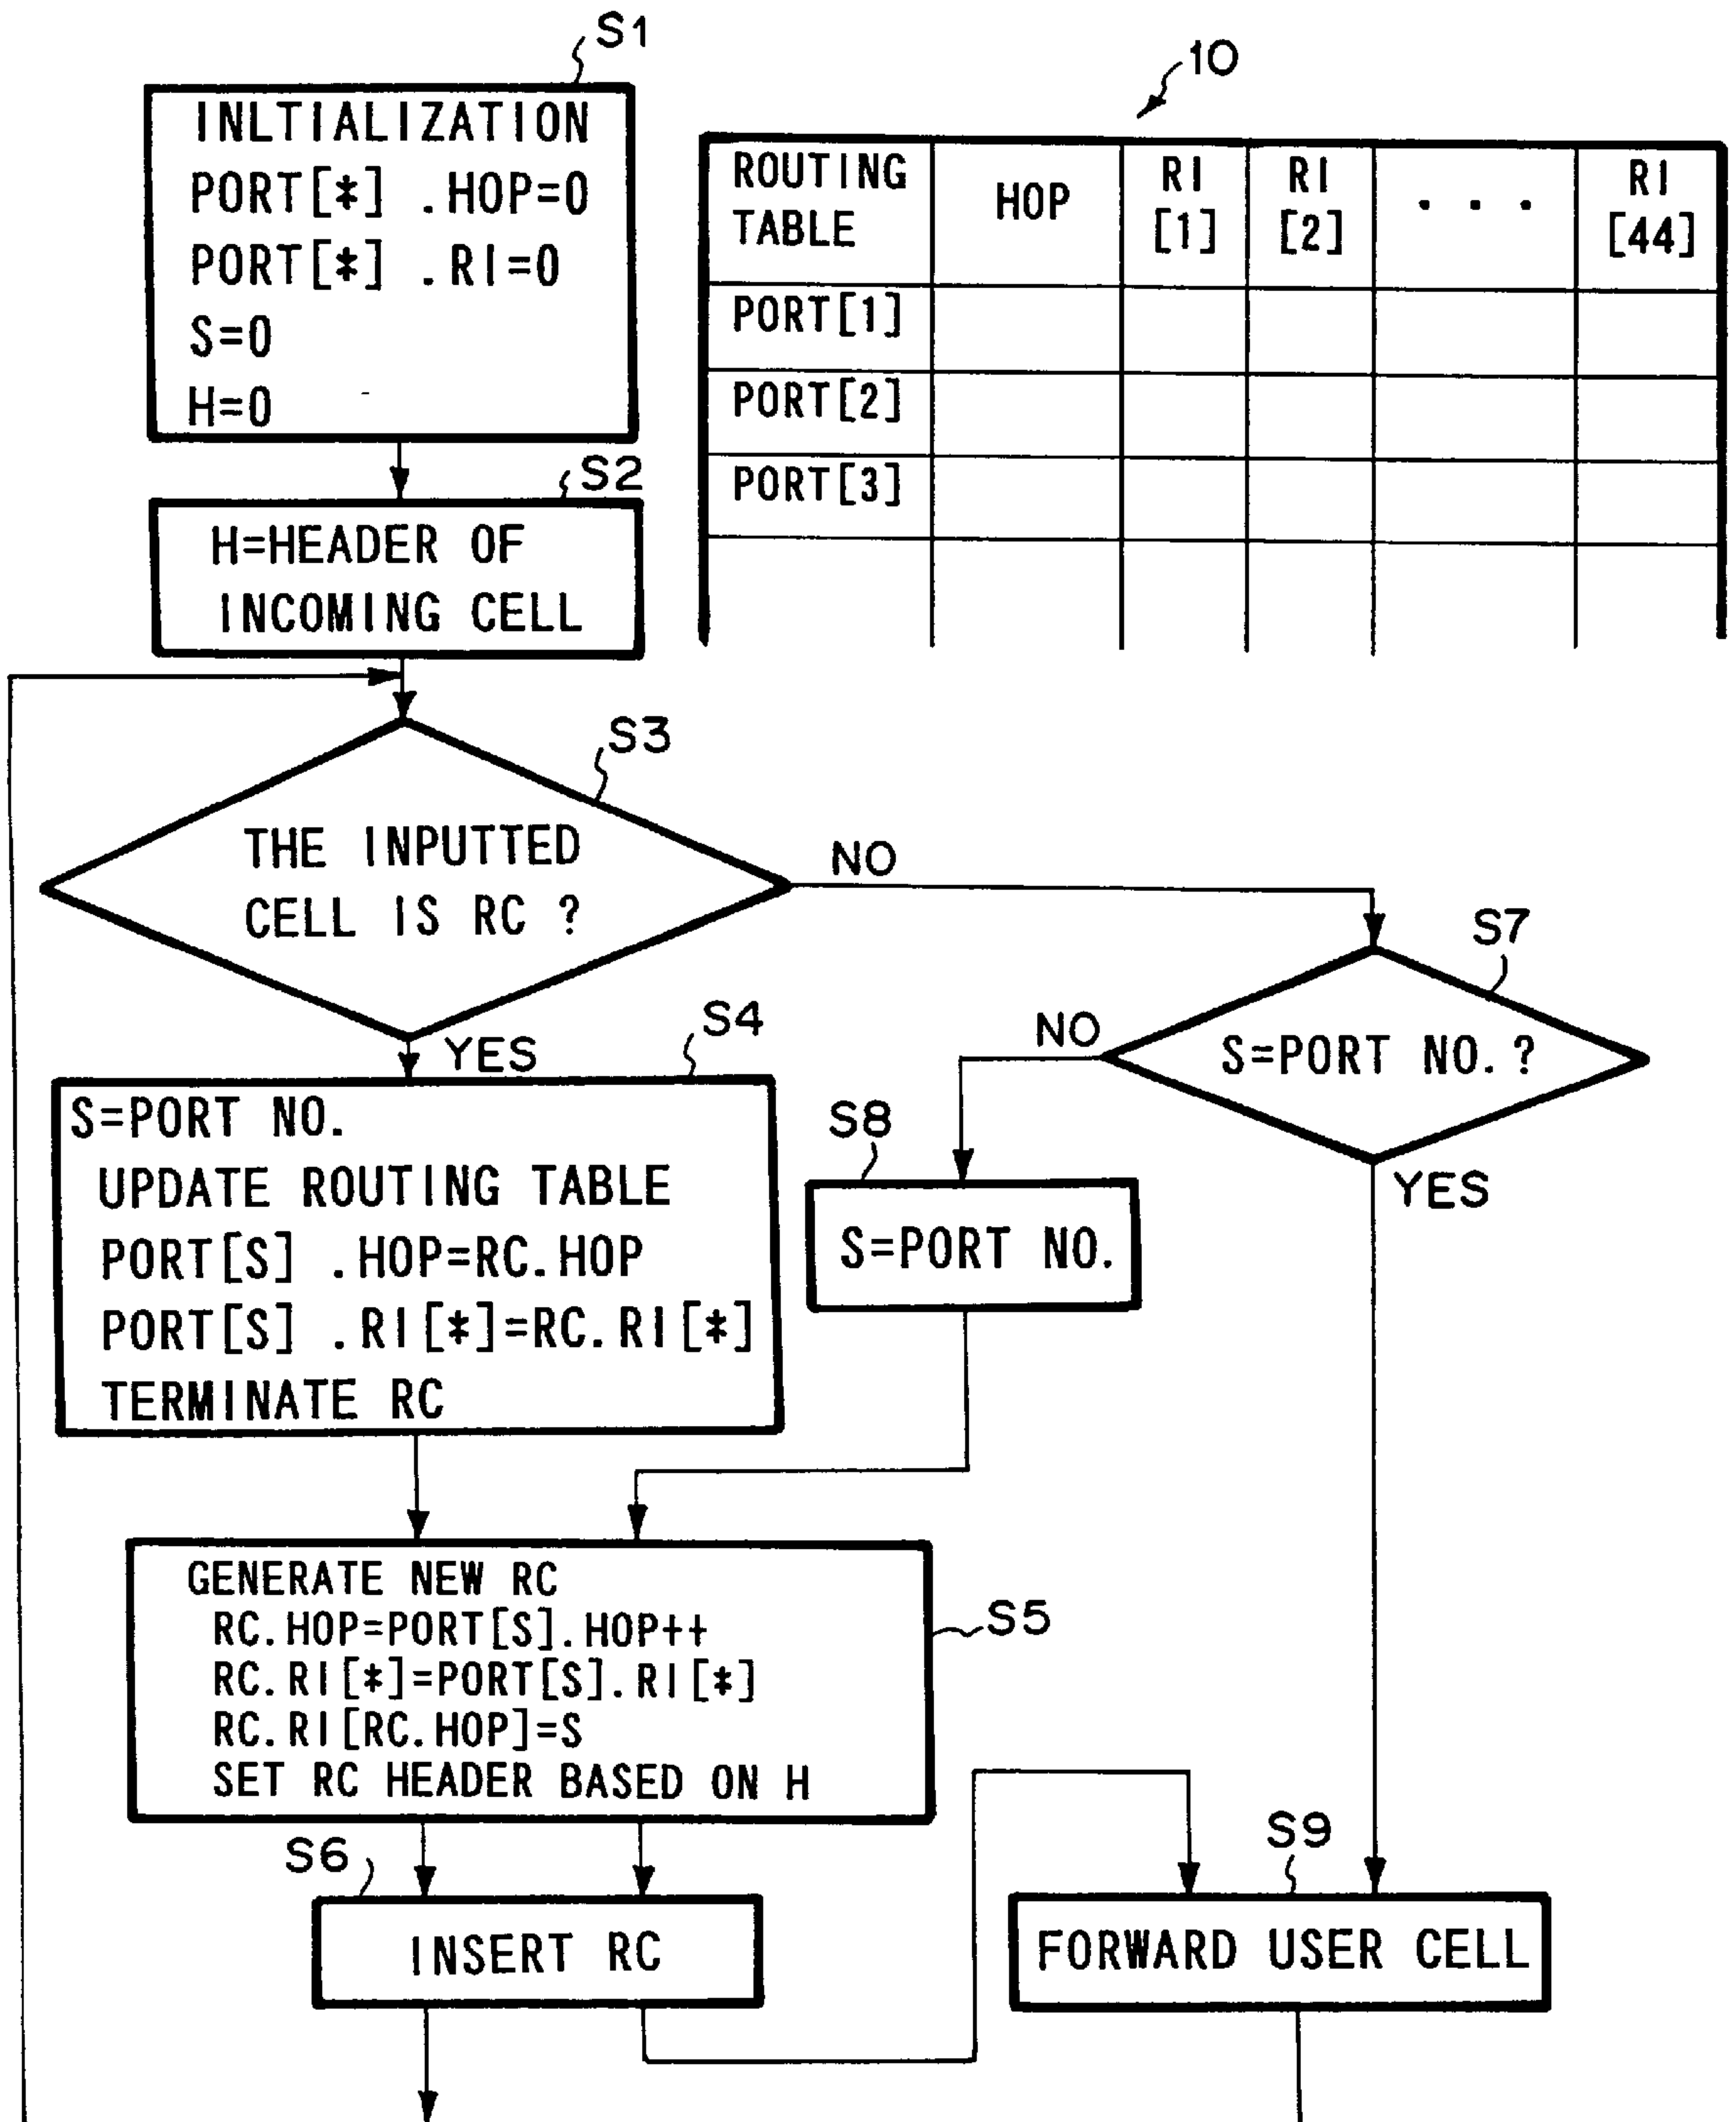 S1
INLTIALIZATION
PORT[*] .HOP=0
PORT[*] .RI=0
S=0
H=0
10
ROUTING TABLE
HOP
RI [1]
RI [2]
. . .
RI [44]
PORT[1]
PORT[2]
PORT[3]
S2
H=HEADER OF
INCOMING CELL
S3
THE INPUTTED
CELL IS RC ?
NO
YES
S7
S=PORT NO. ?
NO
YES
S4
S=PORT NO.
UPDATE ROUTING TABLE
PORT[S] .HOP=RC.HOP
PORT[S] .RI[*]=RC.RI[*]
TERMINATE RC
S8
S=PORT NO.
GENERATE NEW RC
RC.HOP=PORT[S].HOP++
RC.RI[*]=PORT[S].RI[*]
RC.RI[RC.HOP]=S
SET RC HEADER BASED ON H
S5
S6
INSERT RC
S9
FORWARD USER CELL